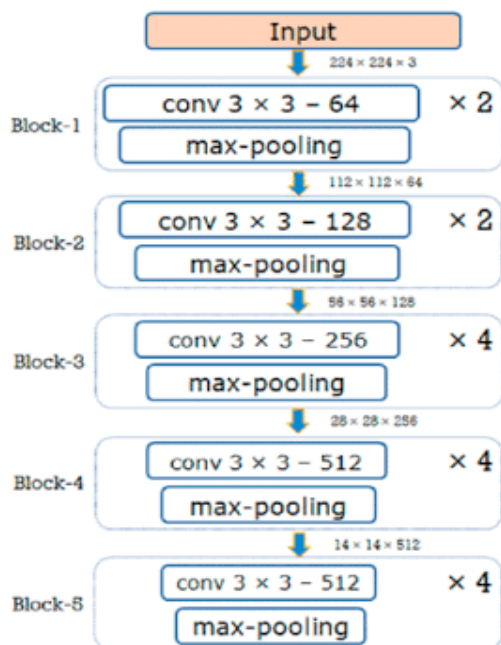 Input
224 × 224 × 3
Block-1
conv 3 × 3 – 64
× 2
max-pooling
112 × 112 × 64
Block-2
conv 3 × 3 – 128
× 2
max-pooling
56 × 56 × 128
Block-3
conv 3 × 3 – 256
× 4
max-pooling
28 × 28 × 256
Block-4
conv 3 × 3 – 512
× 4
max-pooling
14 × 14 × 512
Block-5
conv 3 × 3 – 512
× 4
max-pooling